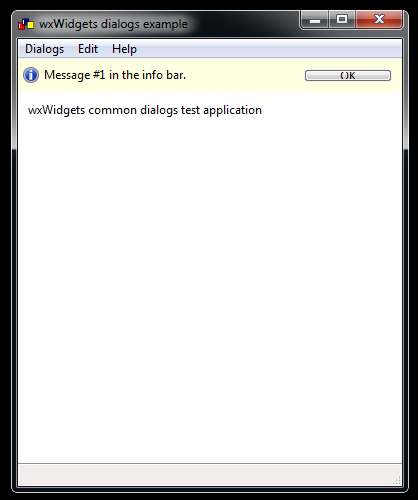 wxWidgets dialogs example
Dialogs Edit Help
Message #1 in the info bar. OK
wxWidgets common dialogs test application